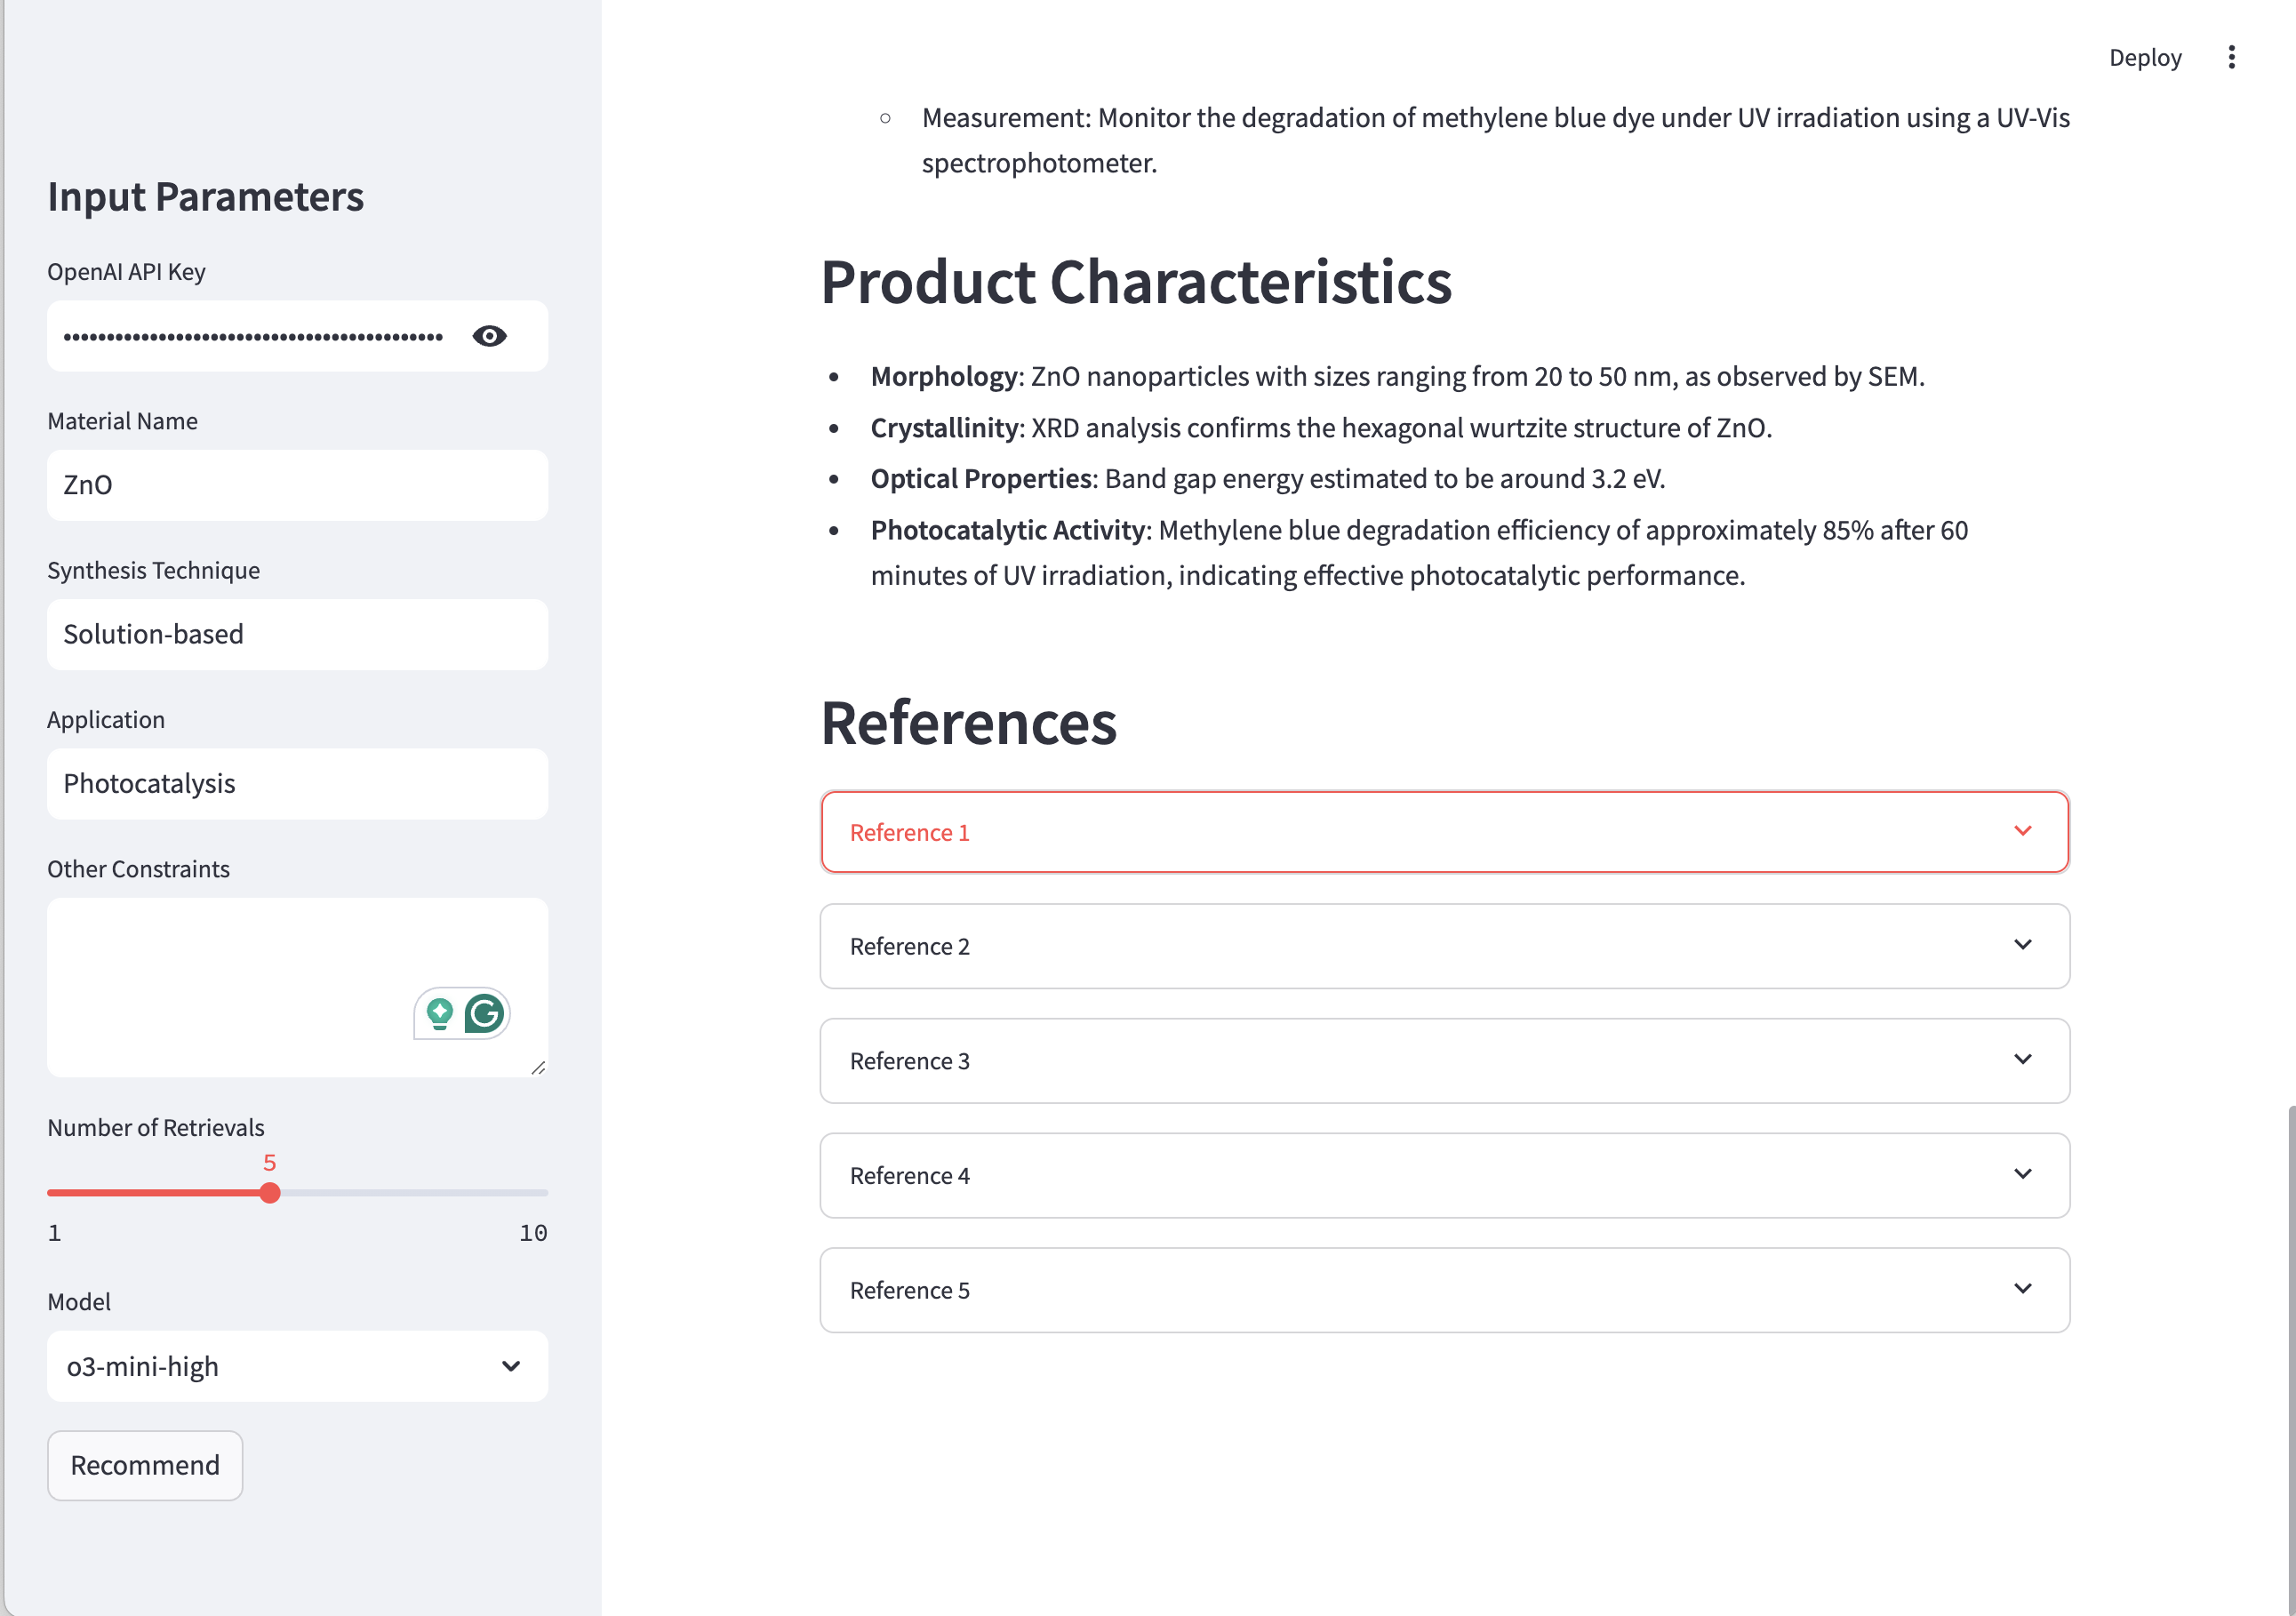 Deploy
Input Parameters
OpenAI API Key
Material Name
ZnO
Synthesis Technique
Solution-based
Application
Photocatalysis
Other Constraints
Number of Retrievals
5
1 10
Model
o3-mini-high
Recommend
○ Measurement: Monitor the degradation of methylene blue dye under UV irradiation using a UV-Vis
spectrophotometer.
Product Characteristics
• Morphology: ZnO nanoparticles with sizes ranging from 20 to 50 nm, as observed by SEM.
• Crystallinity: XRD analysis confirms the hexagonal wurtzite structure of ZnO.
• Optical Properties: Band gap energy estimated to be around 3.2 eV.
• Photocatalytic Activity: Methylene blue degradation efficiency of approximately 85% after 60
minutes of UV irradiation, indicating effective photocatalytic performance.
References
Reference 1
Reference 2
Reference 3
Reference 4
Reference 5